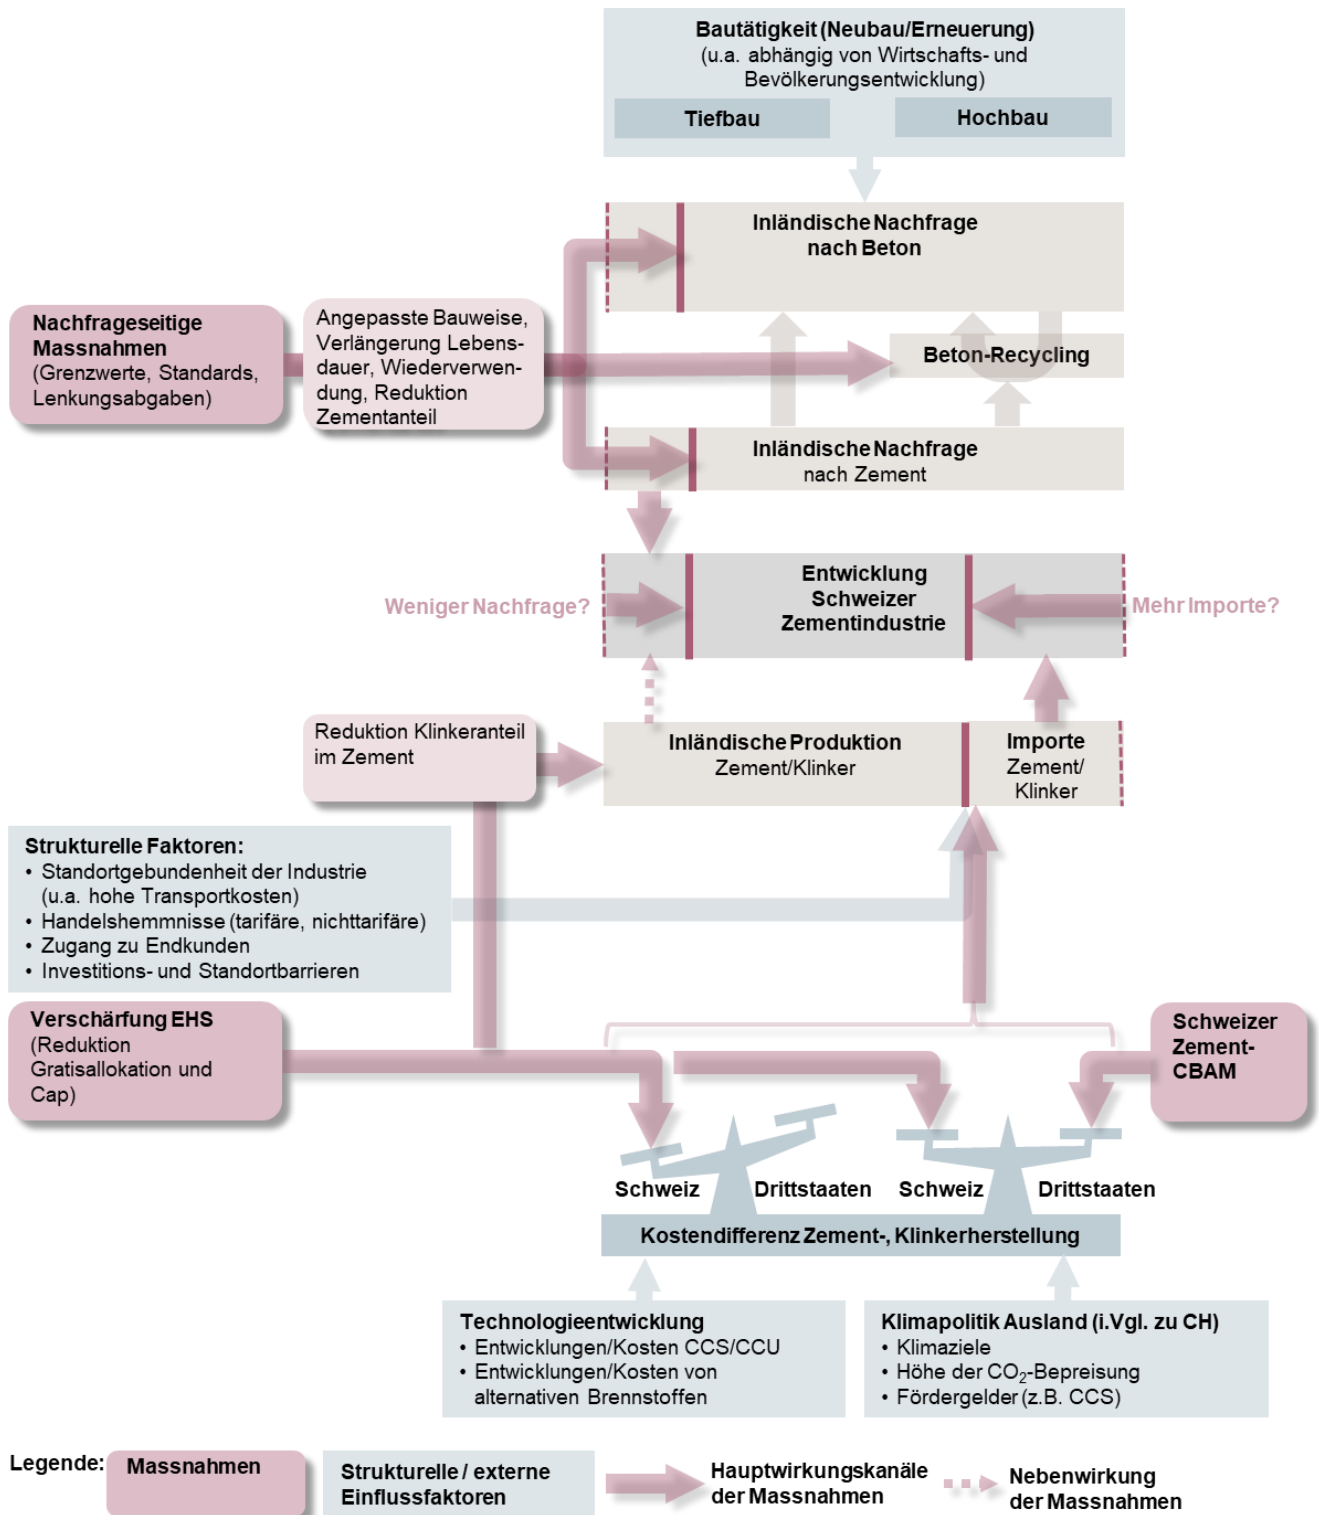 Bautätigkeit (Neubau/Erneuerung)
(u.a. abhängig von Wirtschafts- und
Bevölkerungsentwicklung)
Tiefbau
Hochbau
Inländische Nachfrage
nach Beton
Nachfrageseitige
Massnahmen
(Grenzwerte, Standards,
Lenkungsabgaben)
Angepasste Bauweise,
Verlängerung Lebens-
dauer, Wiederverwen-
dung, Reduktion
Zementanteil
Beton-Recycling
Inländische Nachfrage
nach Zement
Weniger Nachfrage?
Entwicklung
Schweizer
Zementindustrie
Mehr Importe?
Reduktion Klinkeranteil
im Zement
Inländische Produktion
Zement/Klinker
Importe
Zement/
Klinker
Strukturelle Faktoren:
• Standortgebundenheit der Industrie
(u.a. hohe Transportkosten)
• Handelshemmnisse (tarifäre, nichttarifäre)
• Zugang zu Endkunden
• Investitions- und Standortbarrieren
Verschärfung EHS
(Reduktion
Gratisallokation und
Cap)
Schweizer
Zement-
CBAM
Schweiz
Drittstaaten
Schweiz
Drittstaaten
Kostendifferenz Zement-, Klinkerherstellung
Technologieentwicklung
• Entwicklungen/Kosten CCS/CCU
• Entwicklungen/Kosten von
alternativen Brennstoffen
Klimapolitik Ausland (i.Vgl. zu CH)
• Klimaziele
• Höhe der CO₂-Bepreisung
• Fördergelder (z.B. CCS)
Legende:
Massnahmen
Strukturelle / externe
Einflussfaktoren
Hauptwirkungskanäle
der Massnahmen
Nebenwirkung
der Massnahmen